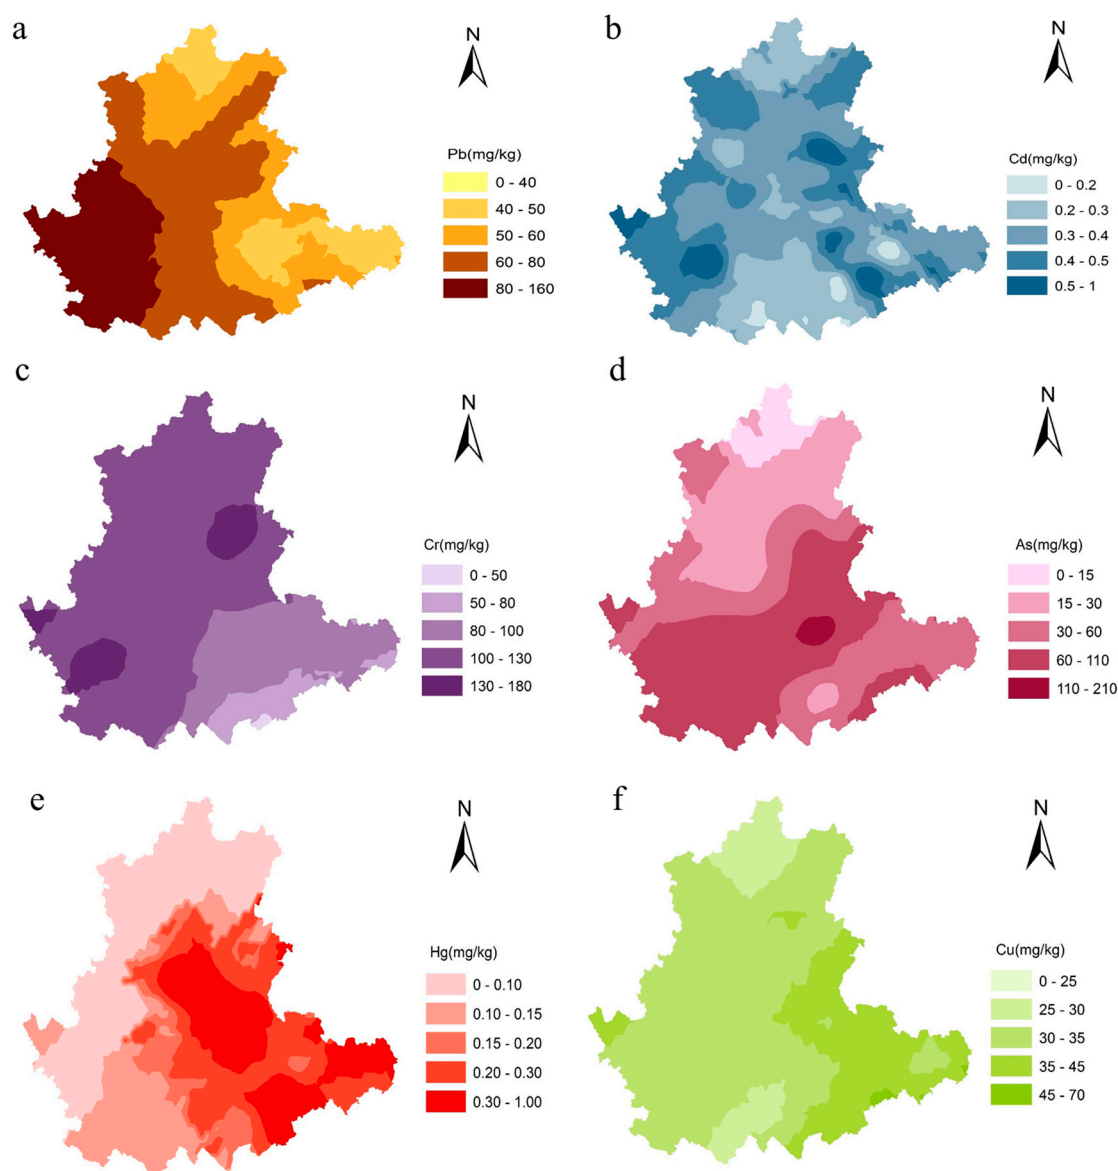 a
N
Pb(mg/kg)
0 - 40
40 - 50
50 - 60
60 - 80
80 - 160
b
N
Cd(mg/kg)
0 - 0.2
0.2 - 0.3
0.3 - 0.4
0.4 - 0.5
0.5 - 1
c
N
Cr(mg/kg)
0 - 50
50 - 80
80 - 100
100 - 130
130 - 180
d
N
As(mg/kg)
0 - 15
15 - 30
30 - 60
60 - 110
110 - 210
e
N
Hg(mg/kg)
0 - 0.10
0.10 - 0.15
0.15 - 0.20
0.20 - 0.30
0.30 - 1.00
f
N
Cu(mg/kg)
0 - 25
25 - 30
30 - 35
35 - 45
45 - 70